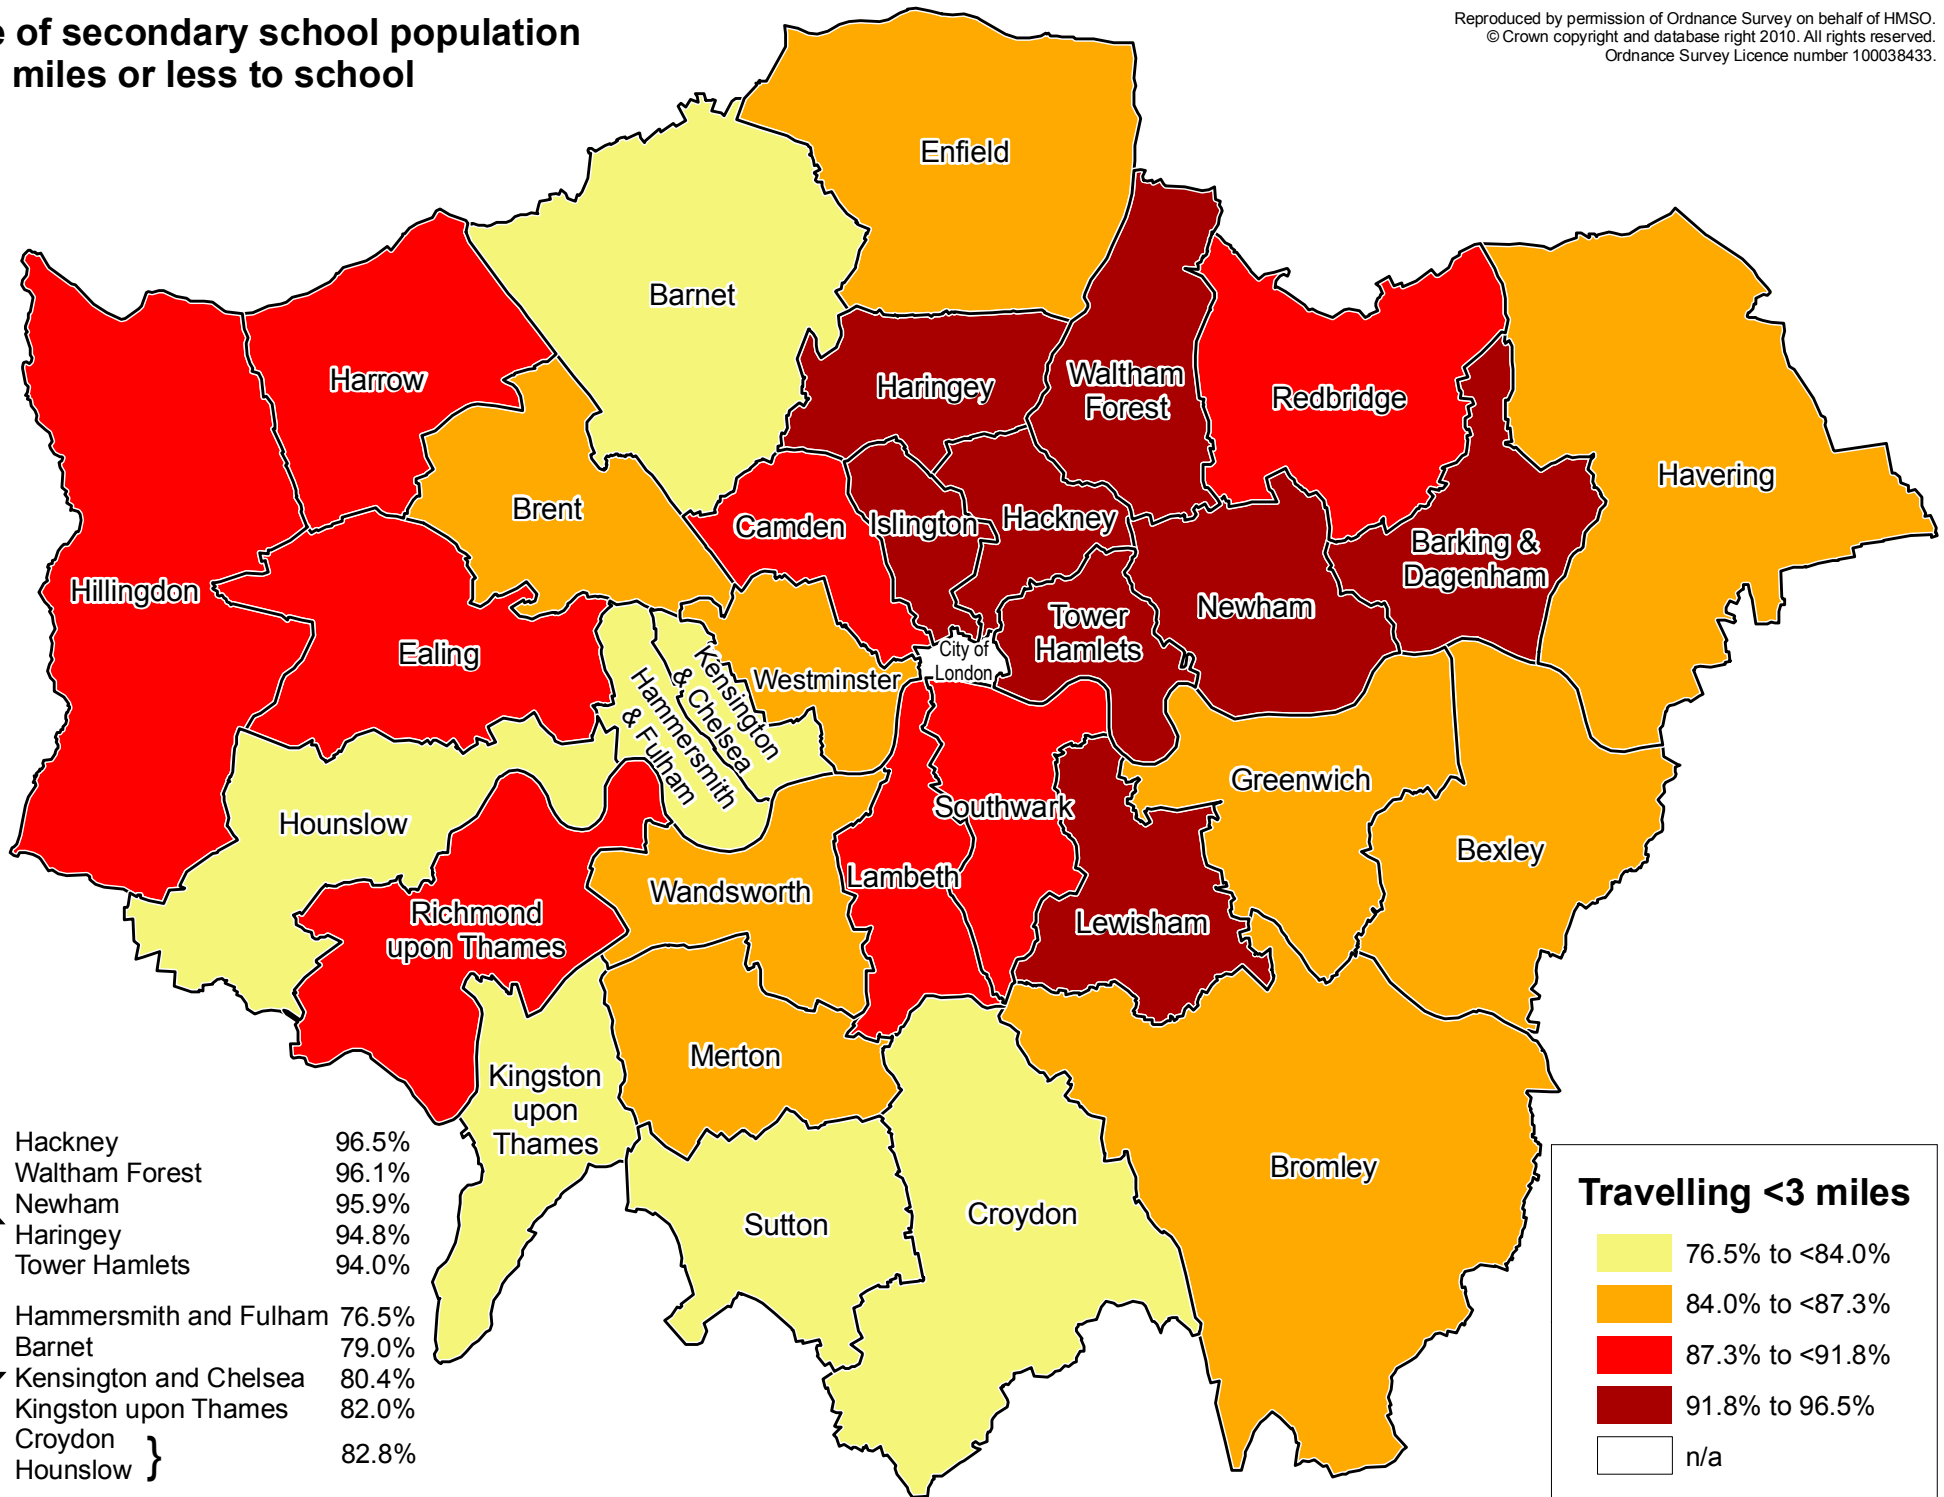 of secondary school population
miles or less to school
Reproduced by permission of Ordnance Survey on behalf of HMSO.
© Crown copyright and database right 2010. All rights reserved.
Ordnance Survey Licence number 100038433.
Enfield
Barnet
Harrow
Haringey
Waltham
Forest
Redbridge
Havering
Brent
Camden
Islington
Hackney
Barking &
Dagenham
Hillingdon
Ealing
Tower
Hamlets
Newham
City of
London
Westminster
Kensington
& Chelsea
Hammersmith
& Fulham
Hounslow
Southwark
Greenwich
Bexley
Lambeth
Wandsworth
Richmond
upon Thames
Lewisham
Merton
Kingston
upon
Thames
Sutton
Croydon
Bromley
Hackney 96.5%
Waltham Forest 96.1%
Newham 95.9%
Haringey 94.8%
Tower Hamlets 94.0%
Hammersmith and Fulham 76.5%
Barnet 79.0%
Kensington and Chelsea 80.4%
Kingston upon Thames 82.0%
Croydon
Hounslow } 82.8%
Travelling <3 miles
76.5% to <84.0%
84.0% to <87.3%
87.3% to <91.8%
91.8% to 96.5%
n/a